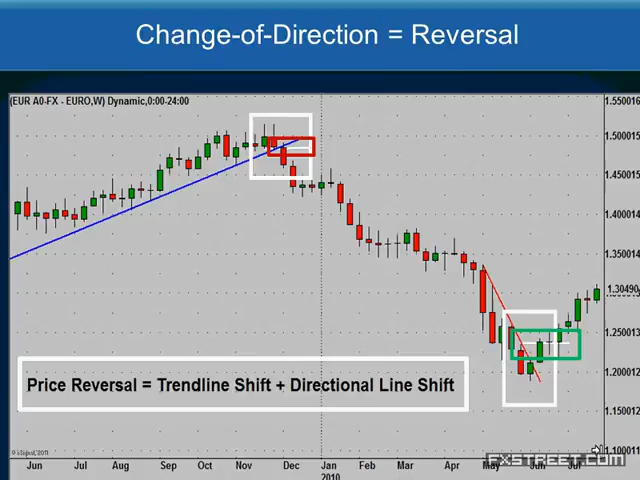 Change-of-Direction = Reversal
(EUR A0-FX - EURO,W) Dynamic,0:00-24:00
1.550016
1.500015
1.450015
1.400014
1.350014
1.30490
1.250013
1.200012
1.150012
1.100011
Price Reversal = Trendline Shift + Directional Line Shift
Jun Jul Aug Sep Oct Nov Dec Jan Feb Mar Apr May Jun Jul
2010
FXSTREET.COM